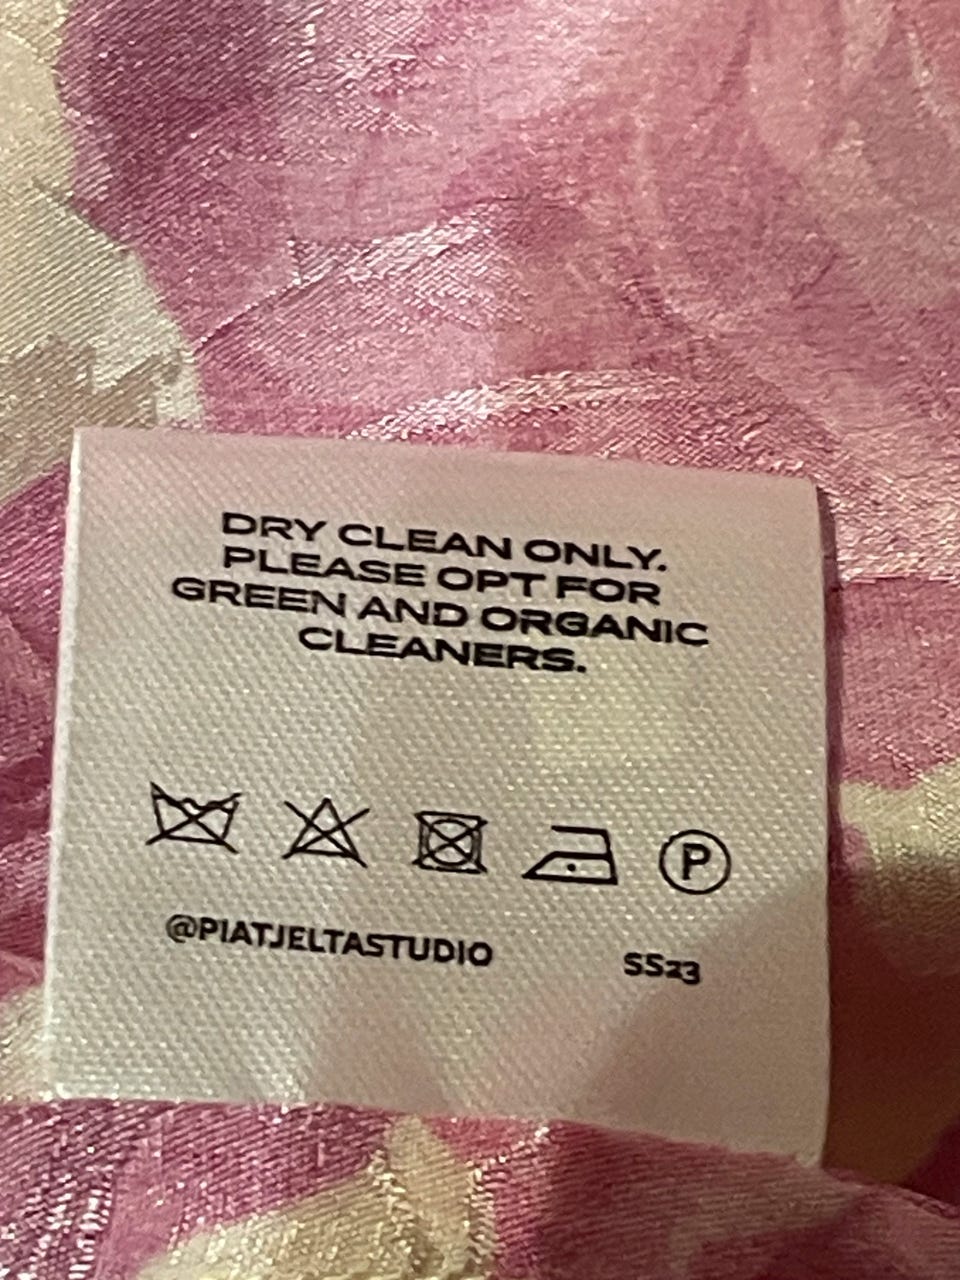 DRY CLEAN ONLY.
PLEASE OPT FOR
GREEN AND ORGANIC
CLEANERS.
P
@PIATJELTASTUDIO SS23